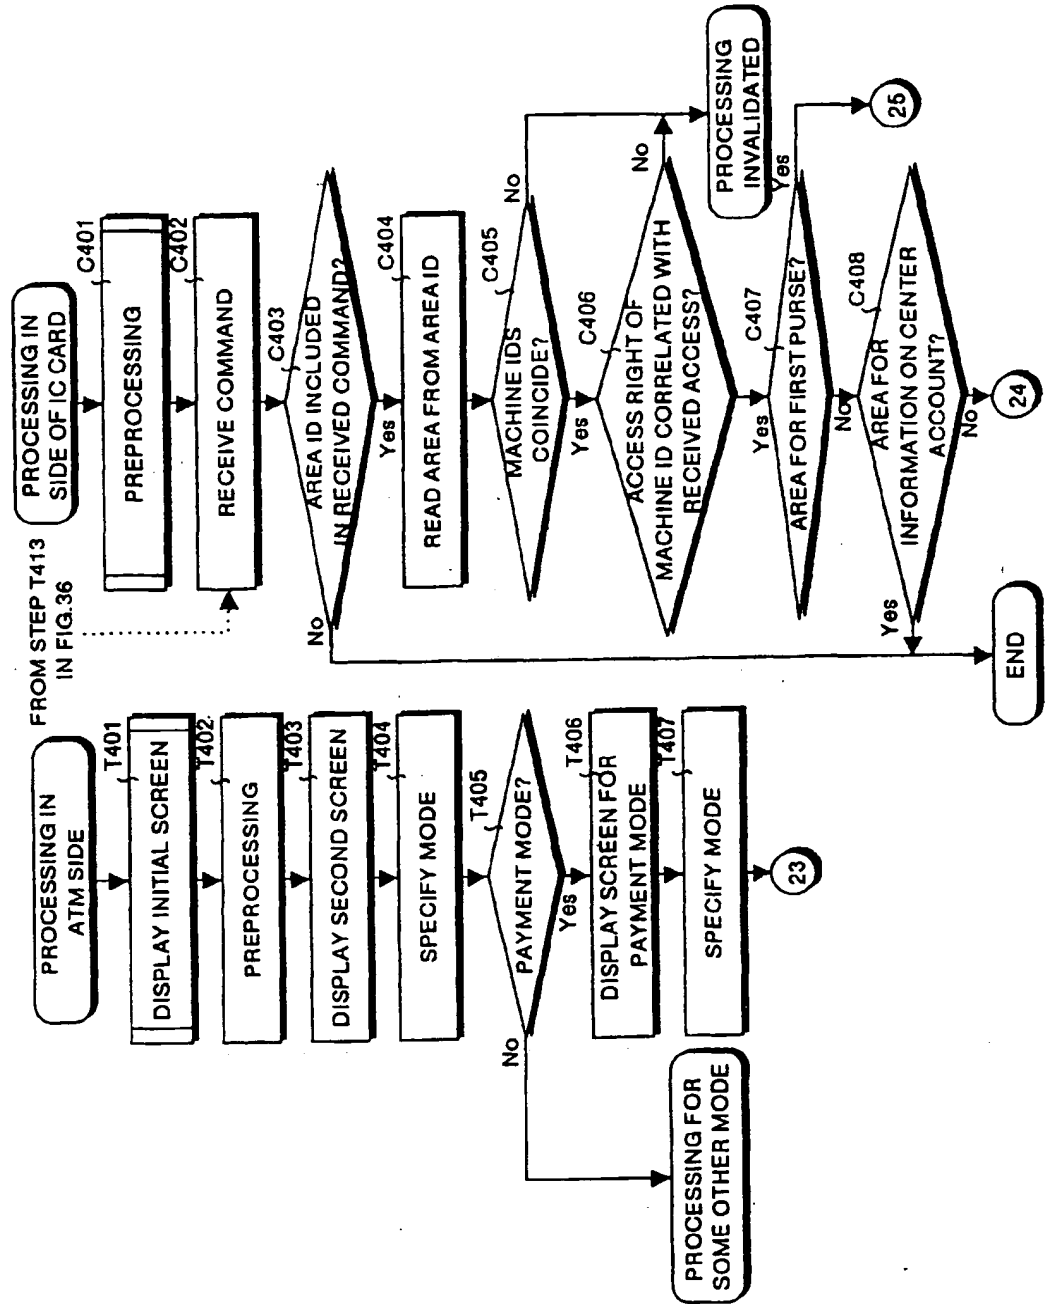 PROCESSING IN
ATM SIDE
T401
DISPLAY INITIAL SCREEN
T402
PREPROCESSING
T403
DISPLAY SECOND SCREEN
T404
SPECIFY MODE
T405
PAYMENT MODE?
No
Yes
T406
DISPLAY SCREEN FOR
PAYMENT MODE
T407
SPECIFY MODE
23
PROCESSING FOR
SOME OTHER MODE
FROM STEP T413
IN FIG.36
PROCESSING IN
SIDE OF IC CARD
C401
PREPROCESSING
C402
RECEIVE COMMAND
C403
AREA ID INCLUDED
IN RECEIVED COMMAND?
No
Yes
C404
READ AREA FROM AREA ID
C405
MACHINE IDS
COINCIDE?
No
Yes
C406
ACCESS RIGHT OF
MACHINE ID CORRELATED WITH
RECEIVED ACCESS?
No
Yes
PROCESSING
INVALIDATED
C407
AREA FOR FIRST PURSE?
Yes
No
25
C408
AREA FOR
INFORMATION ON CENTER
ACCOUNT?
Yes
No
24
END